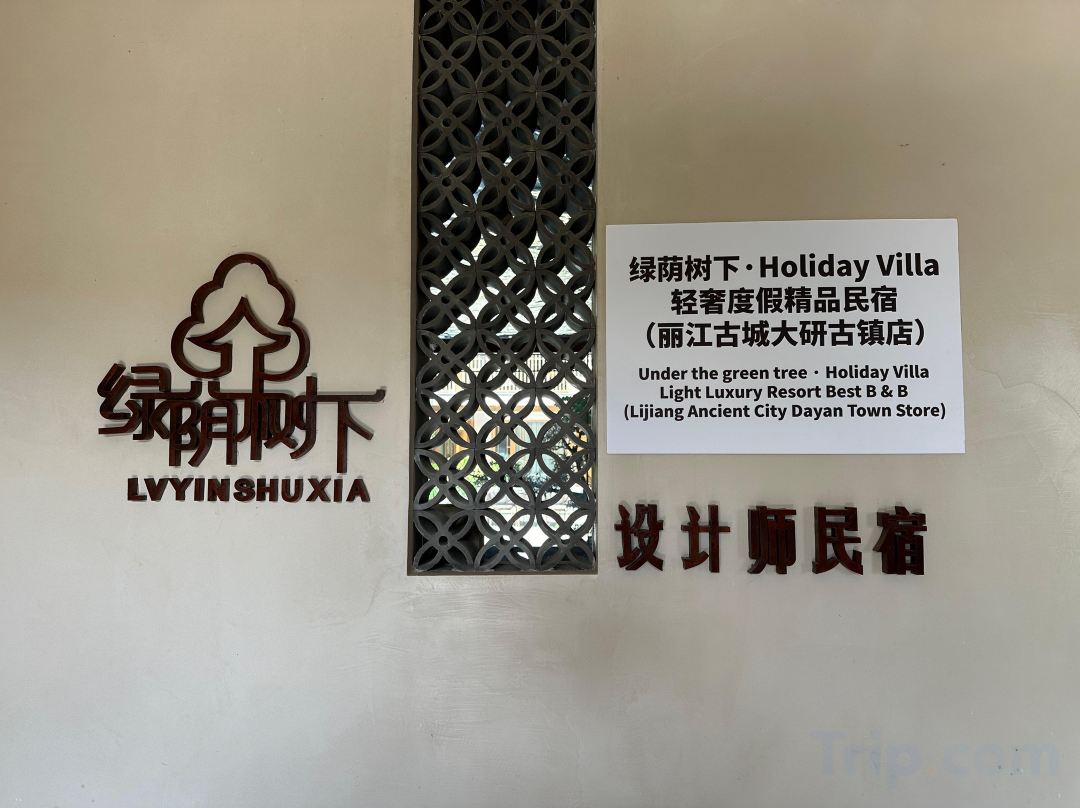 绿荫树下
LVYINSHUXIA
绿荫树下·Holiday Villa
轻奢度假精品民宿
（丽江古城大研古镇店）
Under the green tree · Holiday Villa
Light Luxury Resort Best B & B
(Lijiang Ancient City Dayan Town Store)
设计师民宿
Trip.com